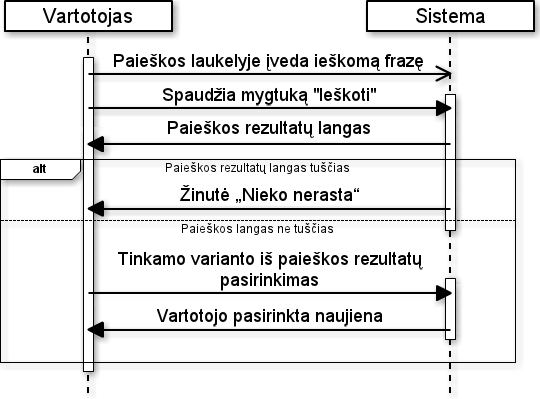 Vartotojas
Sistema
Paieškos laukelyje įveda ieškomą frazę
Spaudžia mygtuką "Ieškoti"
Paieškos rezultatų langas
alt
Paieškos rezultatų langas tuščias
Žinutė „Nieko nerasta“
Paieškos langas ne tuščias
Tinkamo varianto iš paieškos rezultatų
pasirinkimas
Vartotojo pasirinkta naujiena